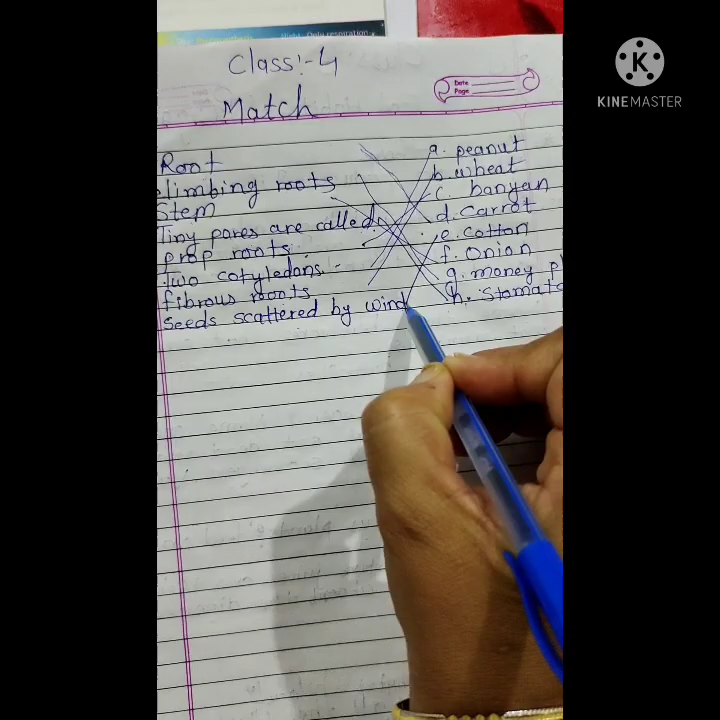 Class:-4
Match
Date
Page
Root
climbing roots
Stem
Tiny pores are called
prop roots
Two cotyledons
fibrous roots
seeds scattered by wind
a. peanut
b. wheat
c. banyan
d. Carrot
e. Cotton
f. Onion
g. money
h. Stomata
K
KINEMASTER